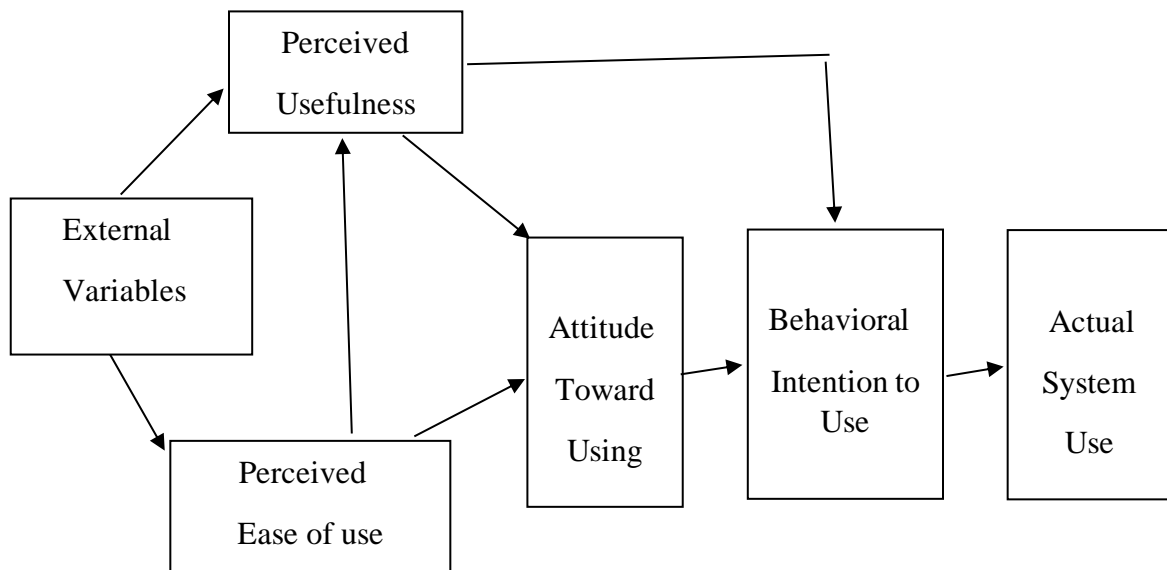 Perceived
Usefulness
External
Variables
Attitude
Toward
Using
Behavioral
Intention to
Use
Actual
System
Use
Perceived
Ease of use